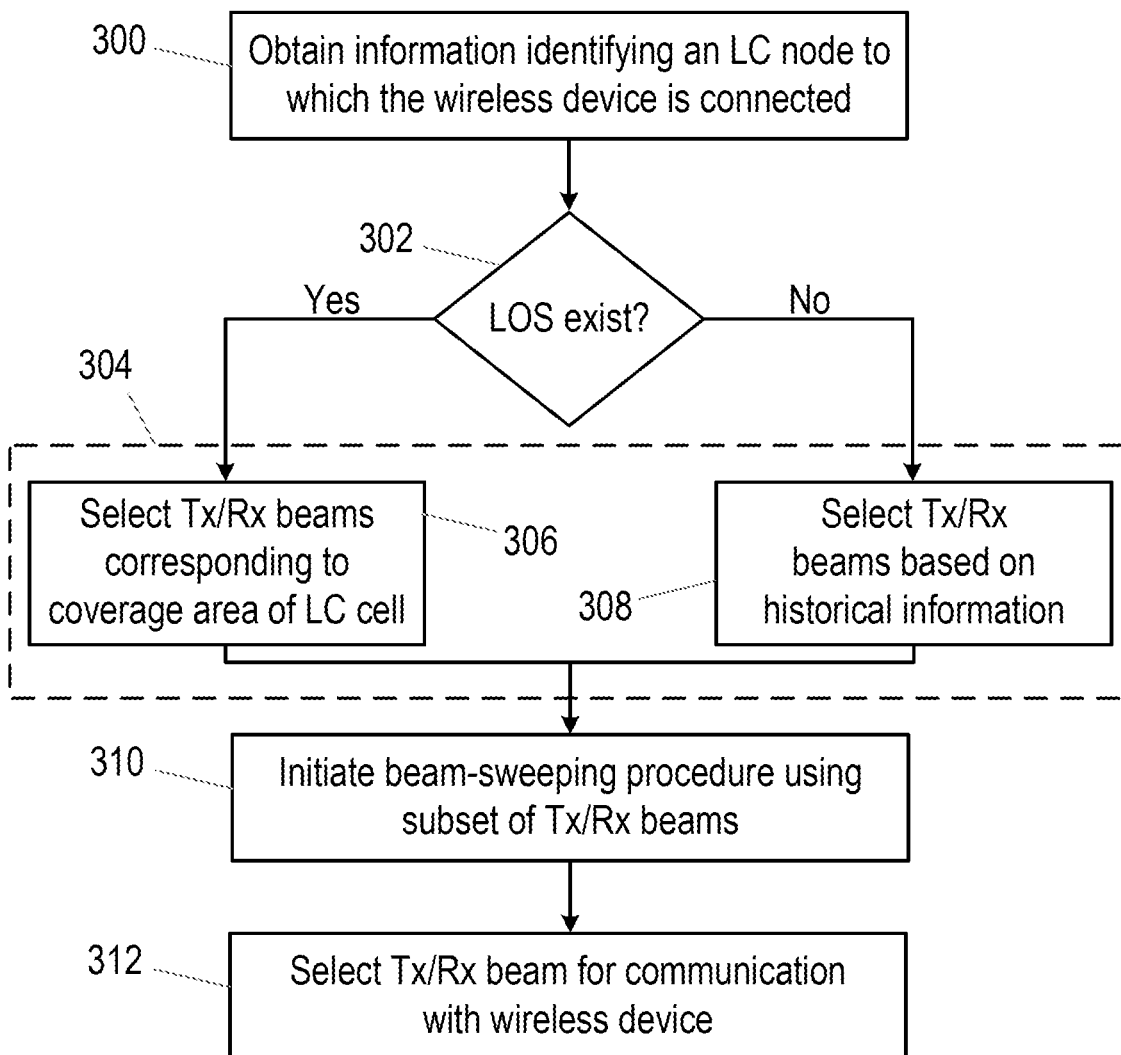 300
Obtain information identifying an LC node to
which the wireless device is connected
302
LOS exist?
Yes
No
304
Select Tx/Rx beams
corresponding to
coverage area of LC cell
306
Select Tx/Rx
beams based on
historical information
308
310
Initiate beam-sweeping procedure using
subset of Tx/Rx beams
312
Select Tx/Rx beam for communication
with wireless device